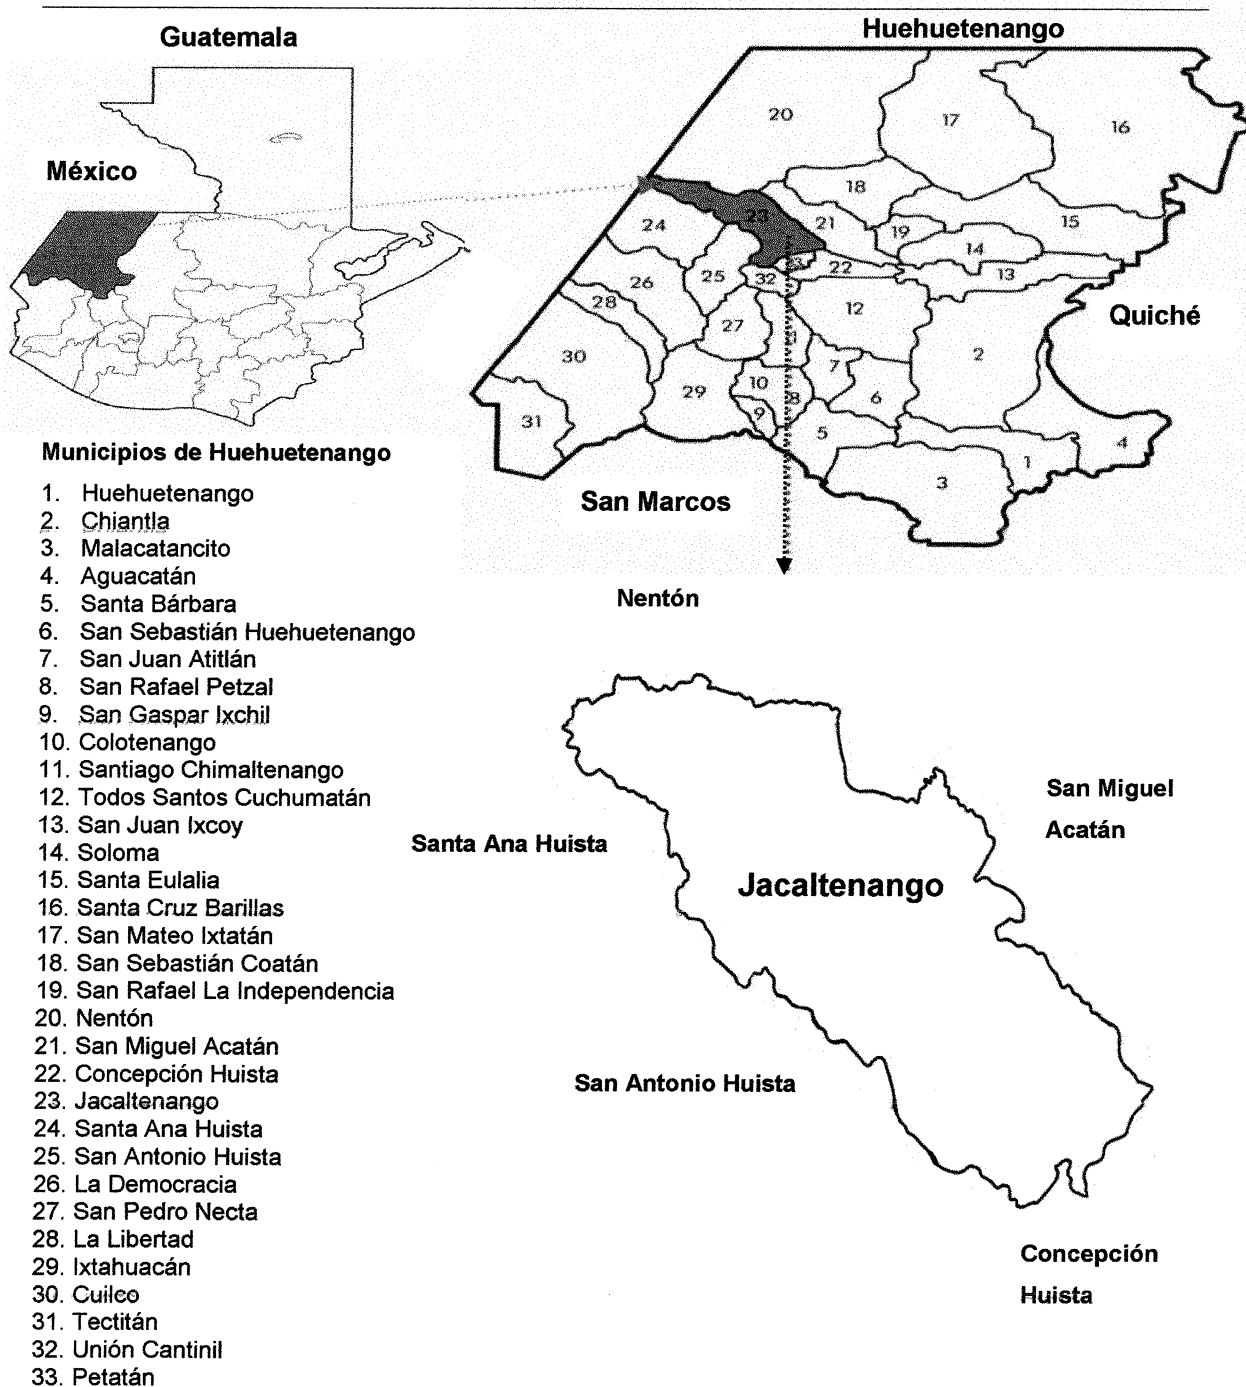 Guatemala
Huehuetenango
México
20
17
16
18
23
21
24
19
15
14
22
13
25
32
33
26
28
12
27
30
2
7
10
29
8
6
9
31
5
4
1
3
Quiché
San Marcos
Municipios de Huehuetenango
1. Huehuetenango
2. Chiantla
3. Malacatancito
4. Aguacatán
5. Santa Bárbara
6. San Sebastián Huehuetenango
7. San Juan Atitlán
8. San Rafael Petzal
9. San Gaspar Ixchil
10. Colotenango
11. Santiago Chimaltenango
12. Todos Santos Cuchumatán
13. San Juan Ixcoy
14. Soloma
15. Santa Eulalia
16. Santa Cruz Barillas
17. San Mateo Ixtatán
18. San Sebastián Coatán
19. San Rafael La Independencia
20. Nentón
21. San Miguel Acatán
22. Concepción Huista
23. Jacaltenango
24. Santa Ana Huista
25. San Antonio Huista
26. La Democracia
27. San Pedro Necta
28. La Libertad
29. Ixtahuacán
30. Cuilco
31. Tectitán
32. Unión Cantinil
33. Petatán
Nentón
San Miguel
Acatán
Santa Ana Huista
Jacaltenango
San Antonio Huista
Concepción
Huista